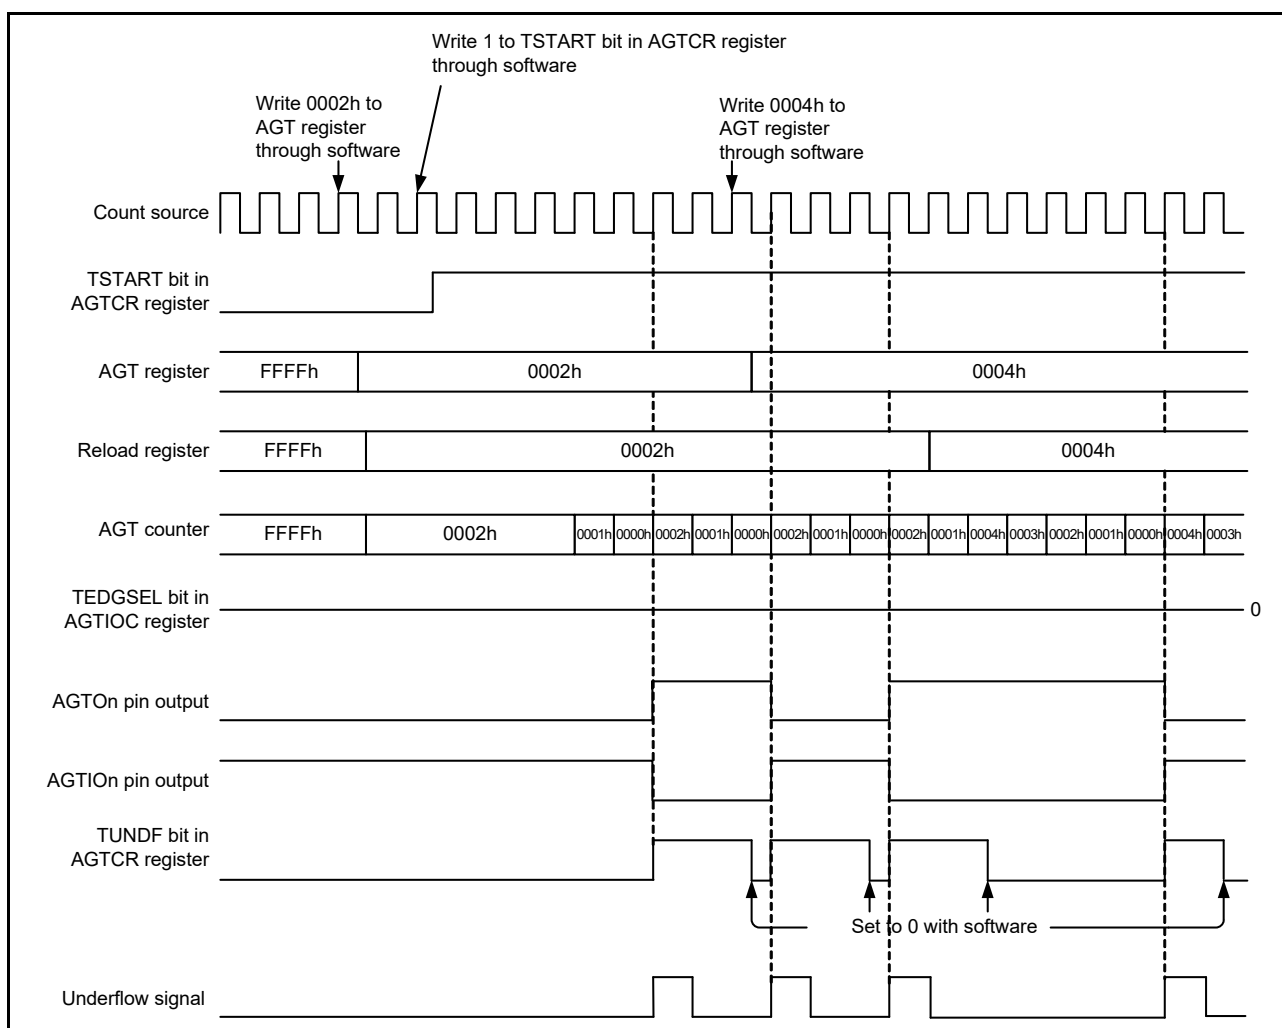 Write 1 to TSTART bit in AGTCR register
through software
Write 0002h to
AGT register
through software
Write 0004h to
AGT register
through software
Count source
TSTART bit in
AGTCR register
AGT register
FFFFh
0002h
0004h
Reload register
FFFFh
0002h
0004h
AGT counter
FFFFh
0002h
0001h
0000h
0002h
0001h
0000h
0002h
0001h
0000h
0002h
0001h
0004h
0003h
0002h
0001h
0000h
0004h
0003h
TEDGSEL bit in
AGTIOC register
0
AGTOn pin output
AGTIOn pin output
TUNDF bit in
AGTCR register
Set to 0 with software
Underflow signal